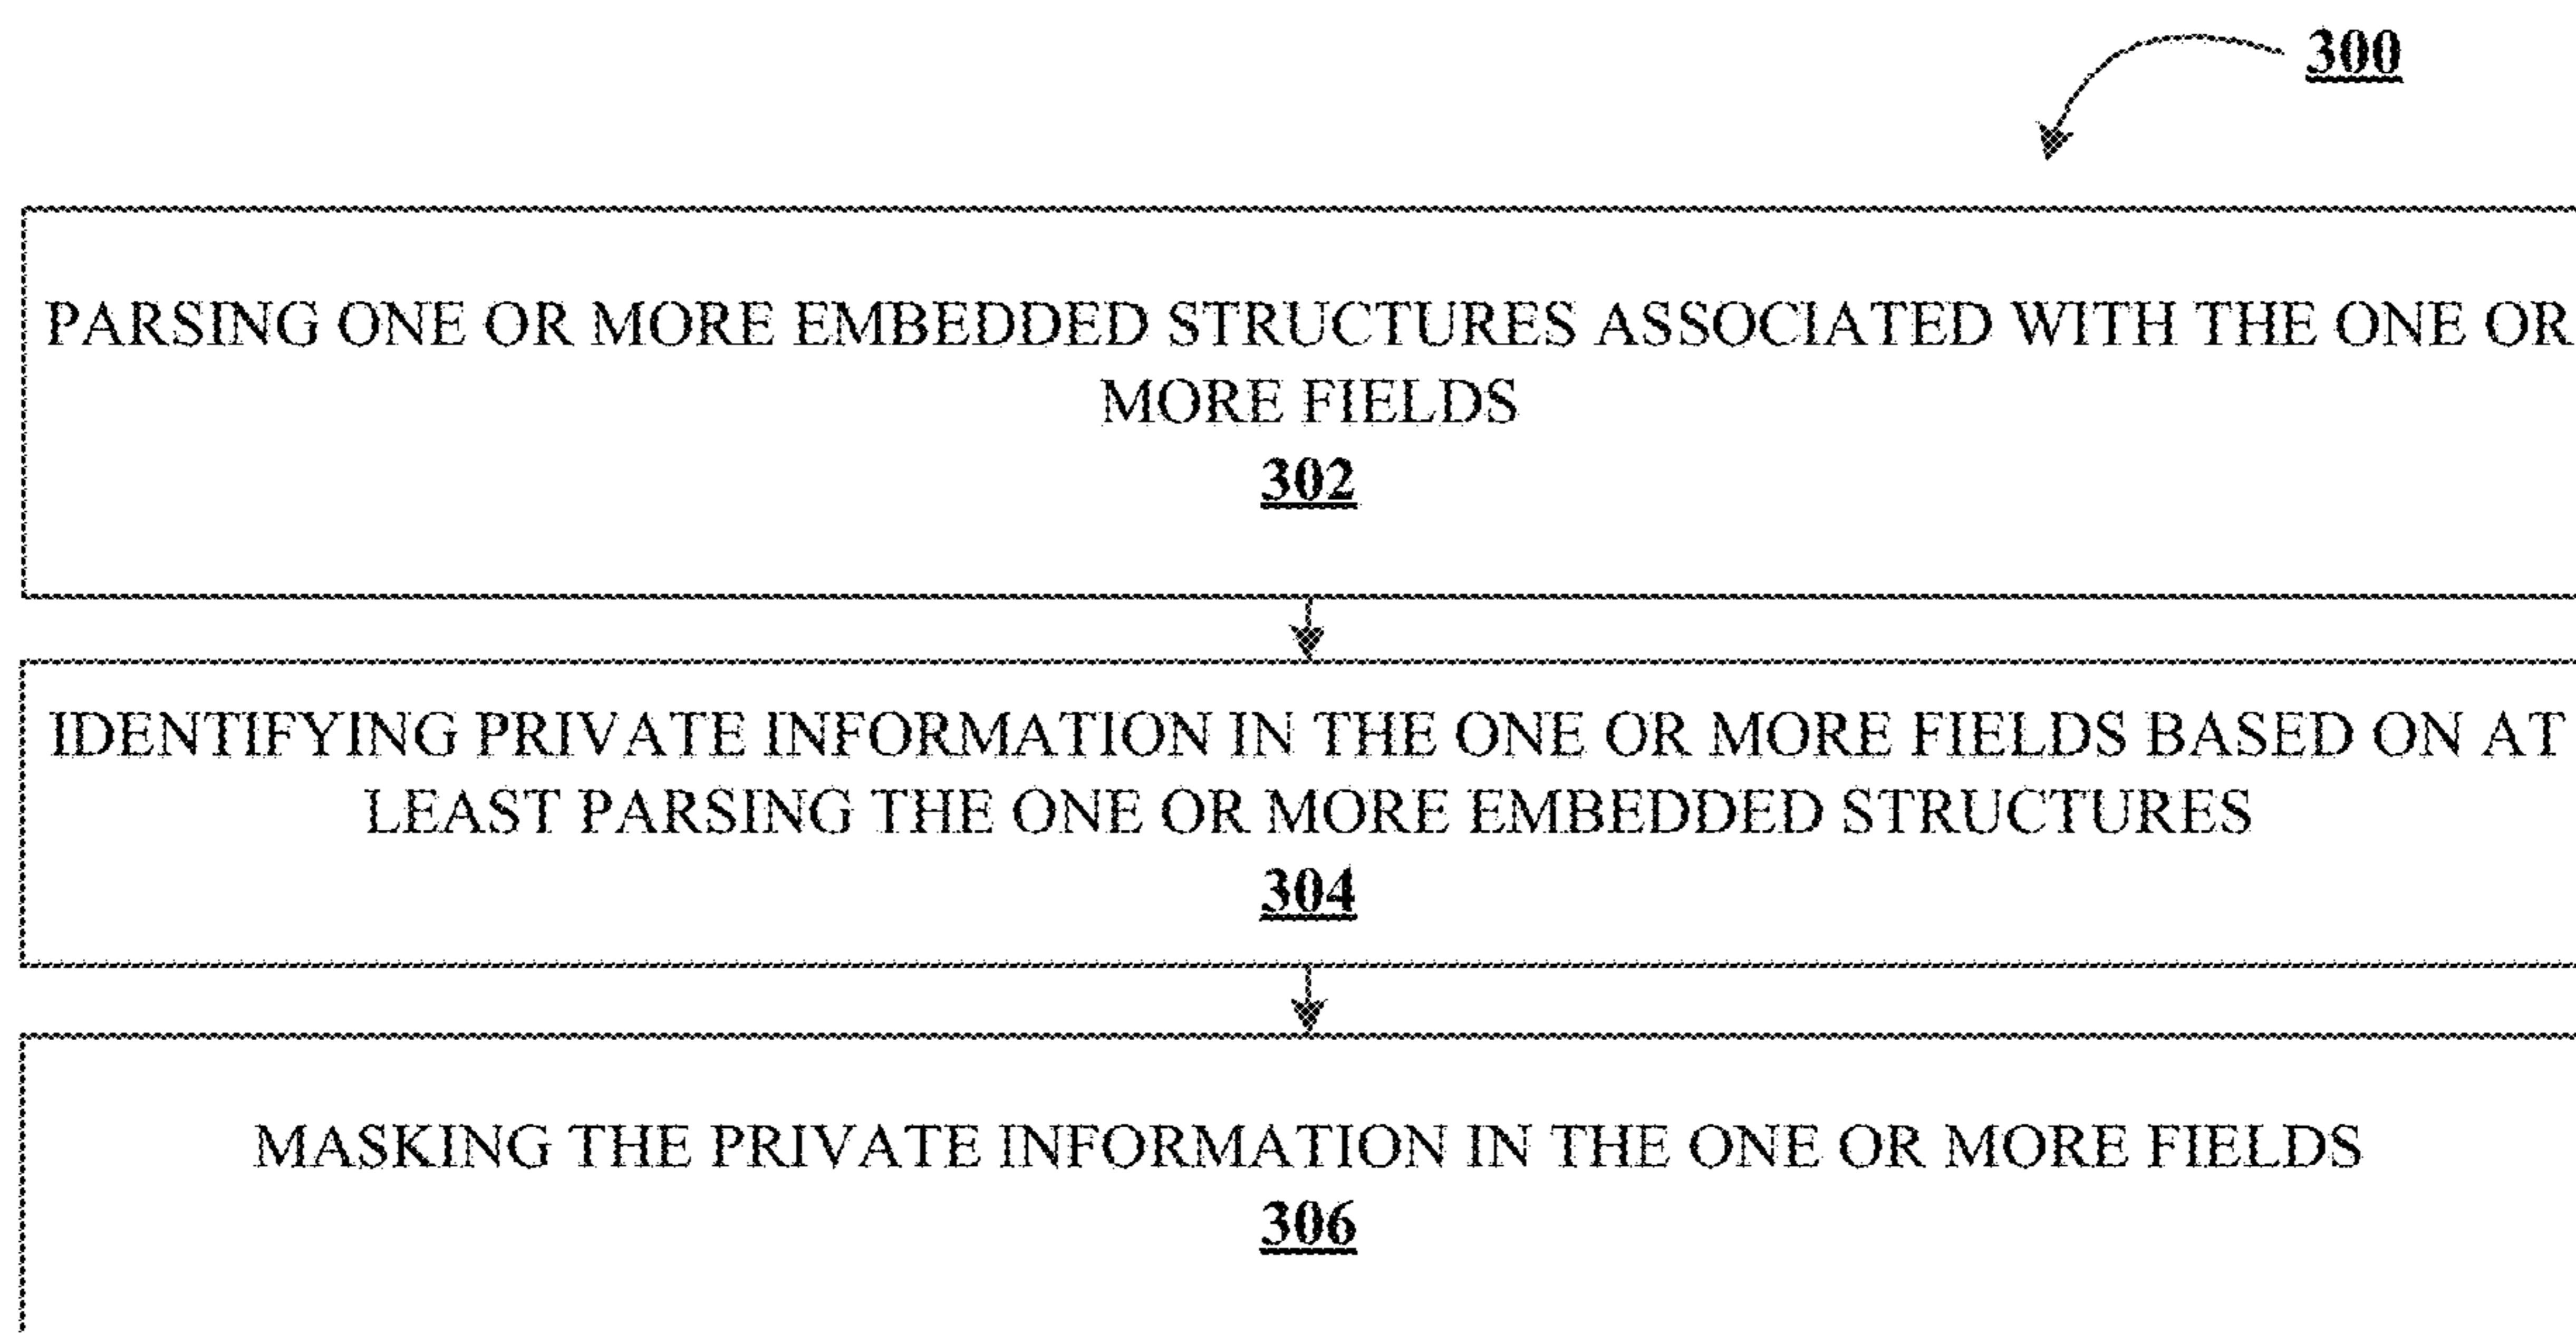 300
PARSING ONE OR MORE EMBEDDED STRUCTURES ASSOCIATED WITH THE ONE OR
MORE FIELDS
302
IDENTIFYING PRIVATE INFORMATION IN THE ONE OR MORE FIELDS BASED ON AT
LEAST PARSING THE ONE OR MORE EMBEDDED STRUCTURES
304
MASKING THE PRIVATE INFORMATION IN THE ONE OR MORE FIELDS
306